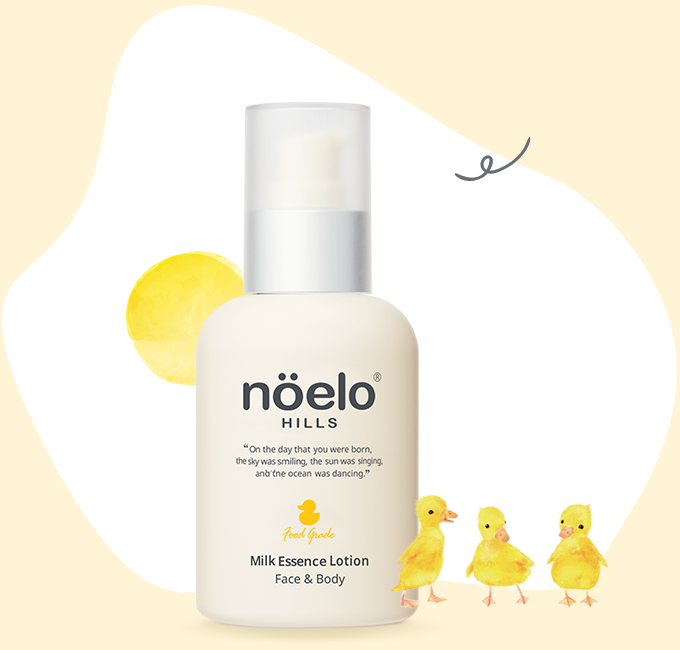 nöelo®
HILLS
“On the day that you were born,
the sky was smiling, the sun was singing,
and the ocean was dancing.”
Food Grade
Milk Essence Lotion
Face & Body